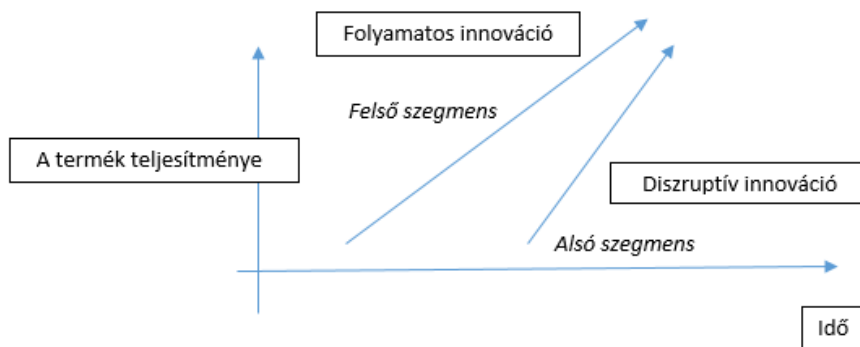 Folyamatos innováció
Felső szegmens
A termék teljesítménye
Diszruptív innováció
Alsó szegmens
Idő